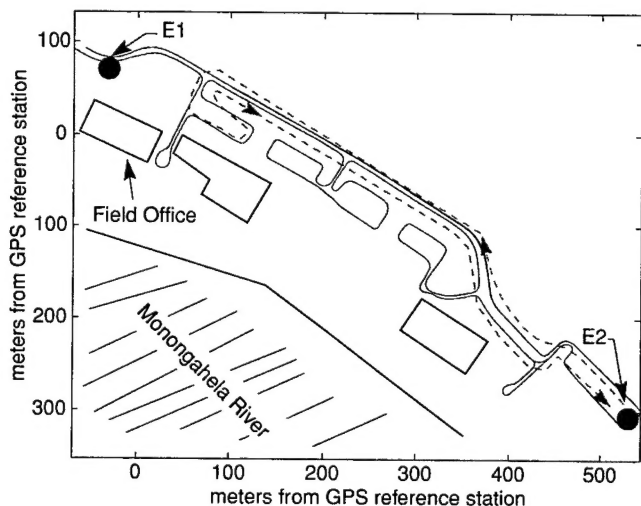 E1
100
0
100
200
300
meters from GPS reference station
Field Office
Monongahela River
E2
0
100
200
300
400
500
meters from GPS reference station